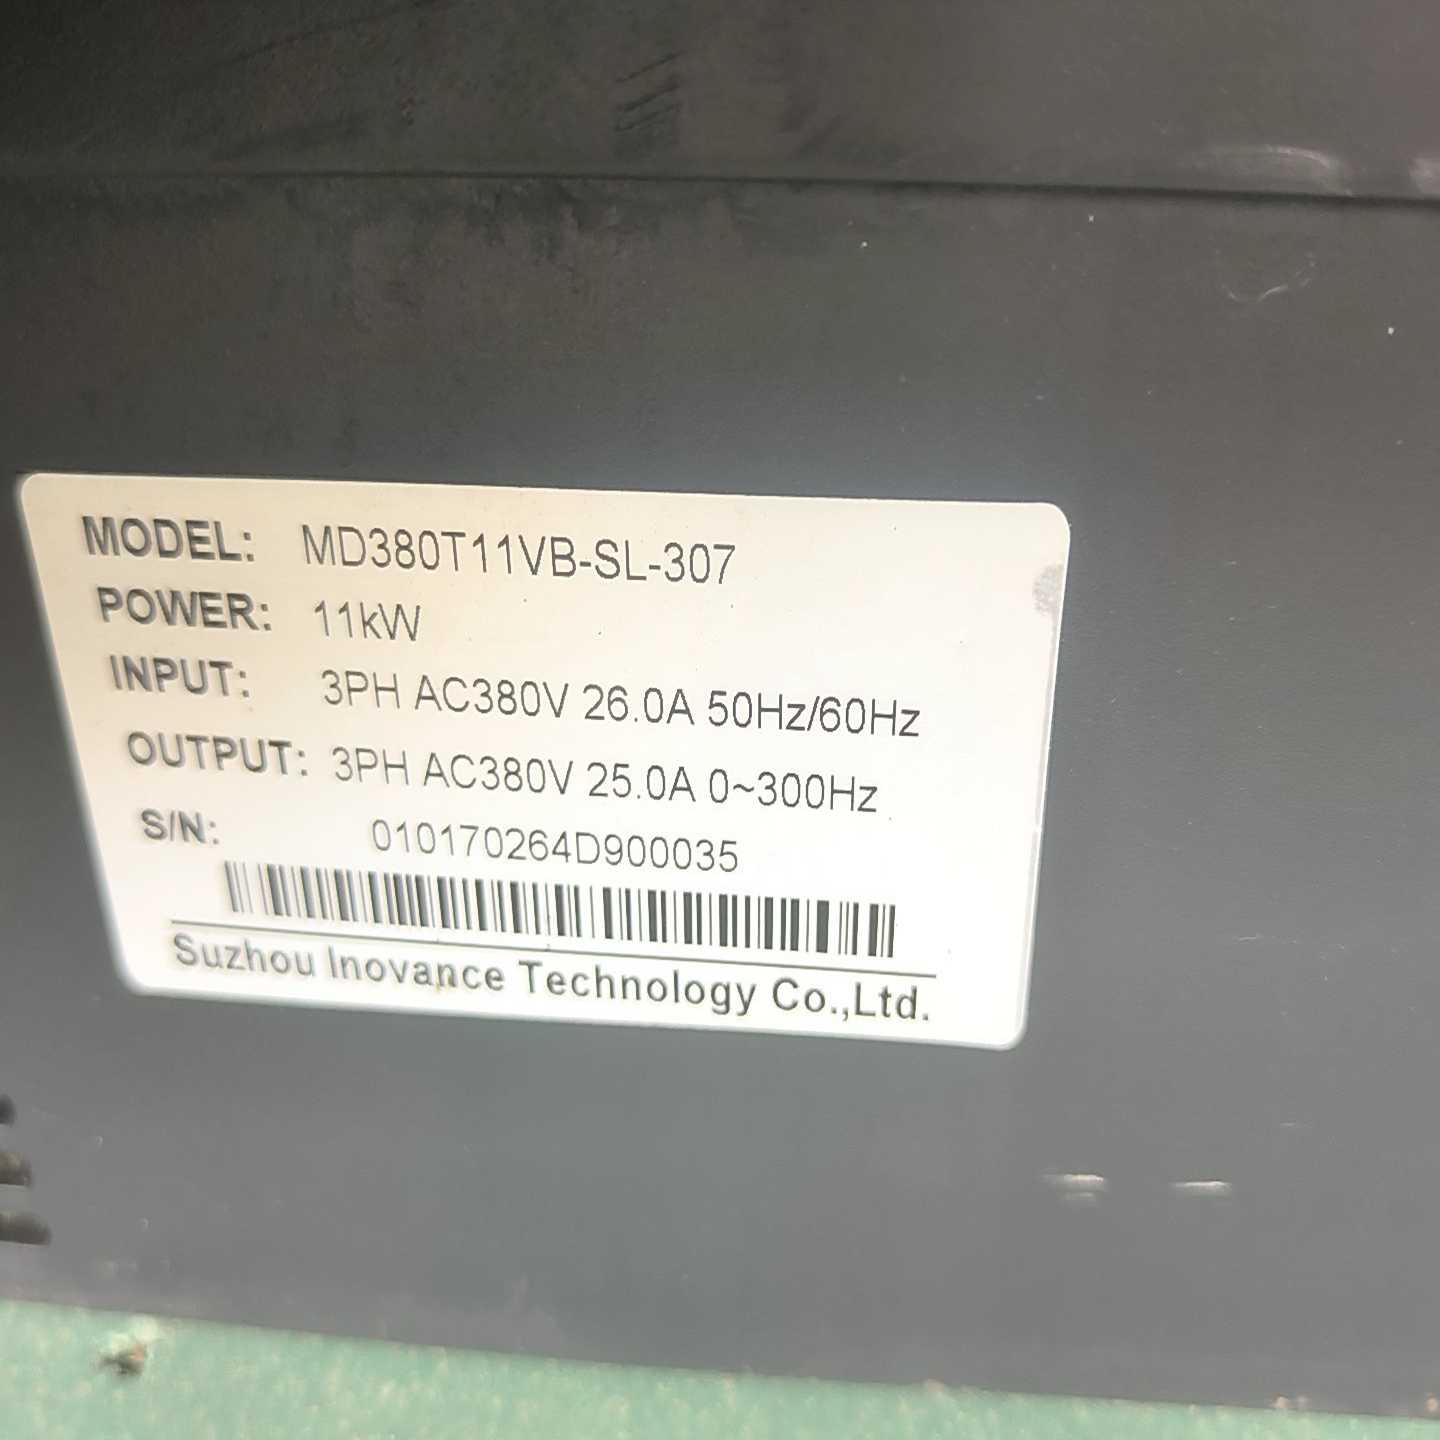 MODEL: MD380T11VB-SL-307
POWER: 11kW
INPUT: 3PH AC380V 26.0A 50Hz/60Hz
OUTPUT: 3PH AC380V 25.0A 0~300Hz
S/N: 010170264D900035
Suzhou Inovance Technology Co.,Ltd.